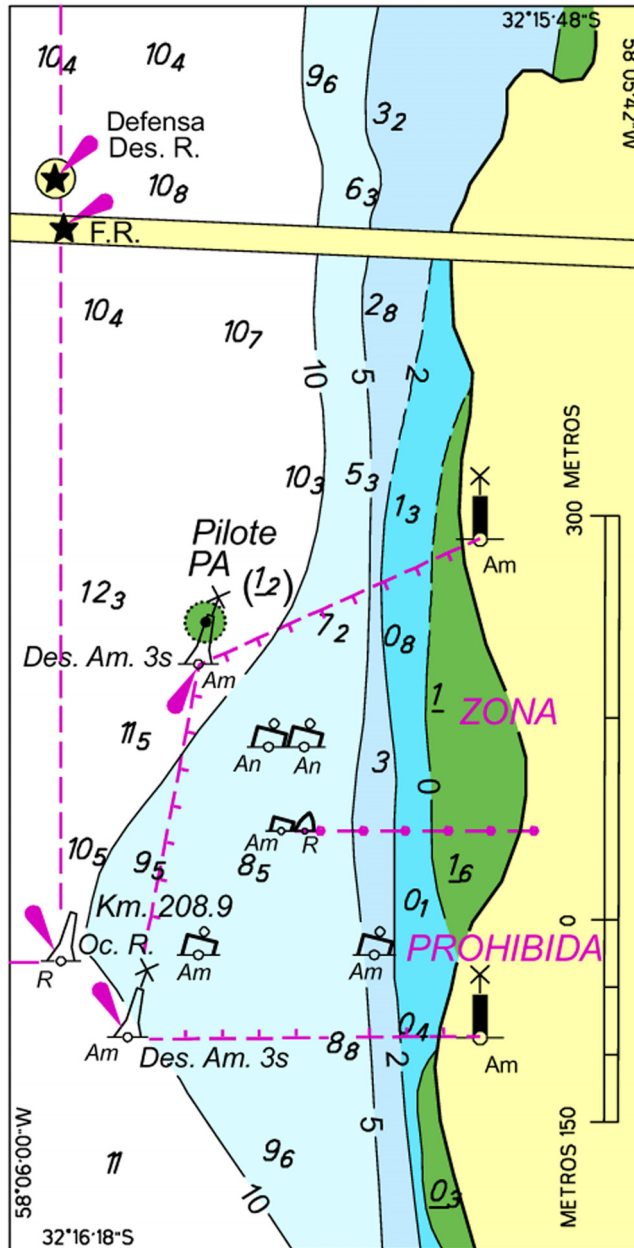 32°15·48"S
58°05·42"W
10₄ 10₄ 9₆ 3₂
Defensa
Des. R.
10₈ 6₃
F.R.
10₄ 10₇ 2₈
10 5 2
10₃ 5₃ 1₃
300 METROS
Am
Pilote
PA (1₂)
12₃ 7₂ 0₈
Des. Am. 3s
Am
1 ZONA
11₅
An An 3 0
Am R
10₅ 9₅ 8₅ 1₆
Km. 208.9 0₁ 0
Oc. R. PROHIBIDA
R Am Am
0₄
Am Des. Am. 3s 8₈ 2 Am
5
METROS 150
58°06·00"W
11 9₆ 10 0₃
32°16·18"S